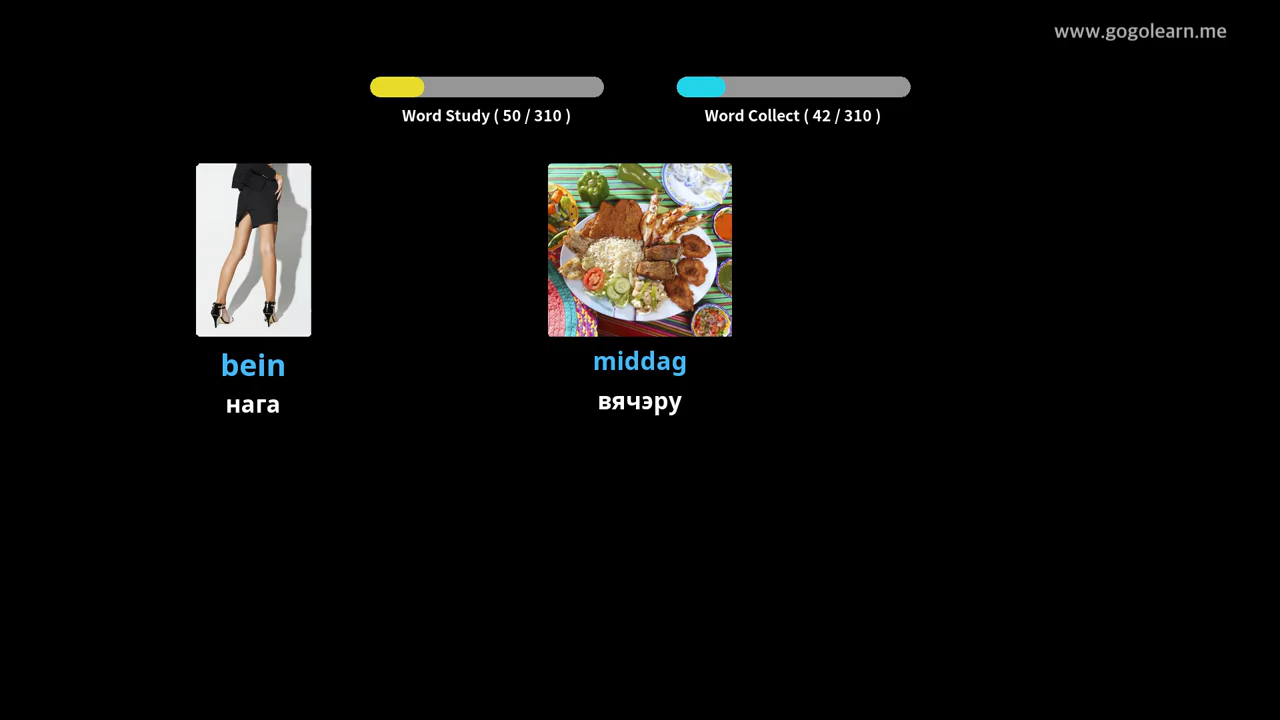 www.gogolearn.me
Word Study ( 50 / 310 )
Word Collect ( 42 / 310 )
bein
нага
middag
вячэру